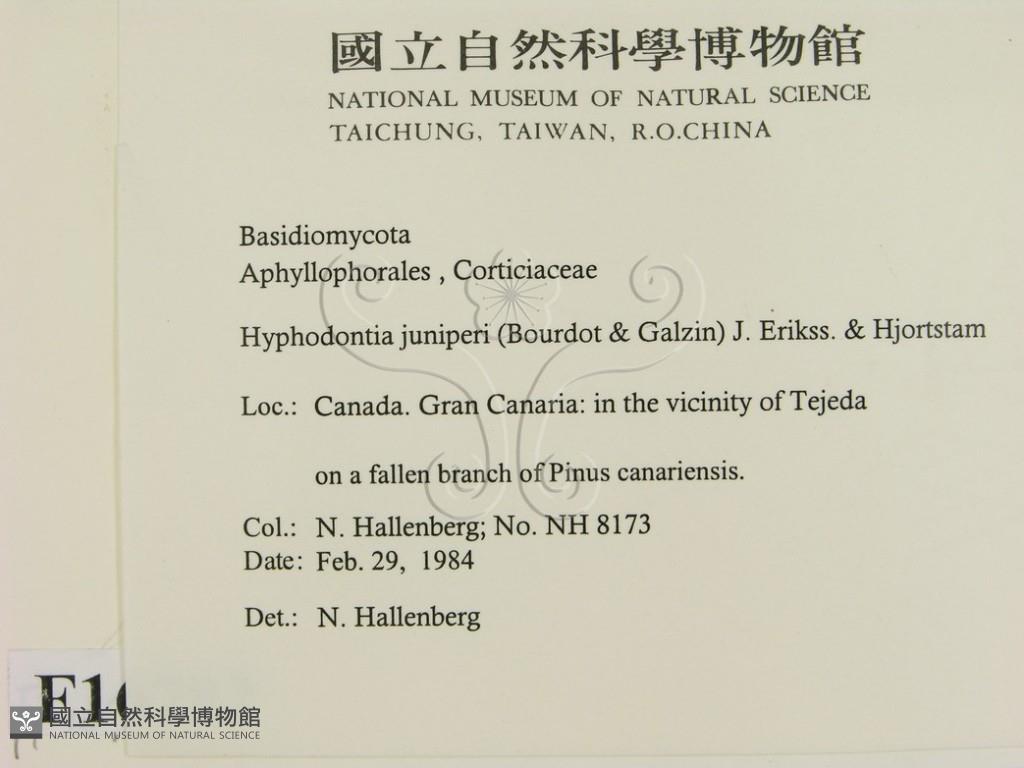 國立自然科學博物館
NATIONAL MUSEUM OF NATURAL SCIENCE
TAICHUNG, TAIWAN, R.O.CHINA
Basidiomycota
Aphyllophorales , Corticiaceae
Hyphodontia juniperi (Bourdot & Galzin) J. Erikss. & Hjortstam
Loc.: Canada. Gran Canaria: in the vicinity of Tejeda
on a fallen branch of Pinus canariensis.
Col.: N. Hallenberg; No. NH 8173
Date: Feb. 29, 1984
Det.: N. Hallenberg
國立自然科學博物館
NATIONAL MUSEUM OF NATURAL SCIENCE